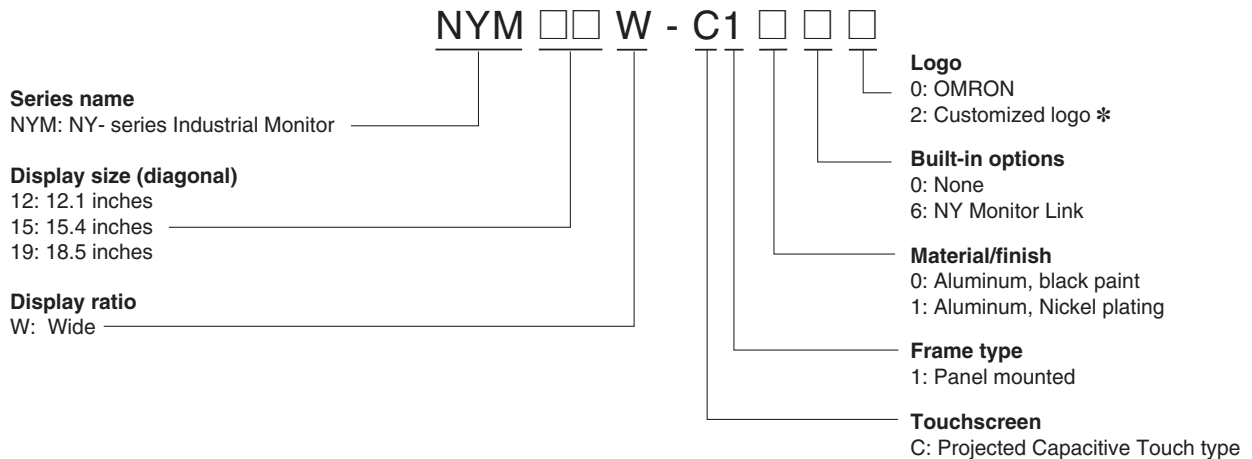 NYM □□ W - C1 □ □ □
Series name
NYM: NY- series Industrial Monitor
Display size (diagonal)
12: 12.1 inches
15: 15.4 inches
19: 18.5 inches
Display ratio
W: Wide
Logo
0: OMRON
2: Customized logo ✻
Built-in options
0: None
6: NY Monitor Link
Material/finish
0: Aluminum, black paint
1: Aluminum, Nickel plating
Frame type
1: Panel mounted
Touchscreen
C: Projected Capacitive Touch type